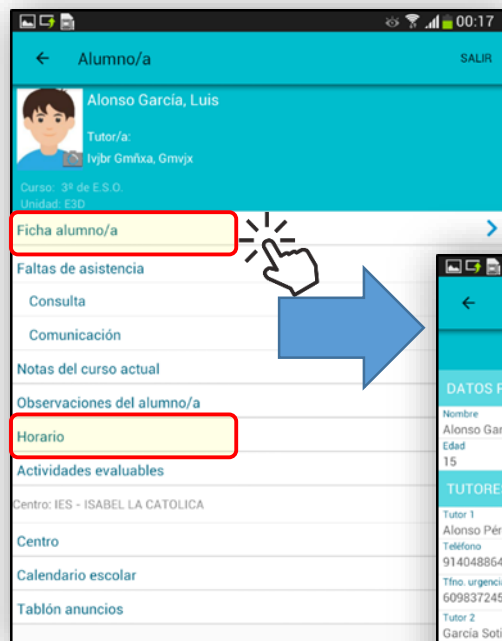 00:17
Alumno/a
SALIR
Alonso García, Luis
Tutor/a:
Ivjbr Gmñxa, Gmvjx
Curso: 3º de E.S.O.
Unidad: E3D
Ficha alumno/a
Faltas de asistencia
Consulta
Comunicación
Notas del curso actual
Observaciones del alumno/a
Horario
Actividades evaluables
Centro: IES - ISABEL LA CATOLICA
Centro
Calendario escolar
Tablón anuncios
DATOS
Nombre
Alonso Gar
Edad
15
TUTORE
Tutor 1
Alonso Pér
Teléfono
914048864
Tfno. urgencia
609837245
Tutor 2
García Soti